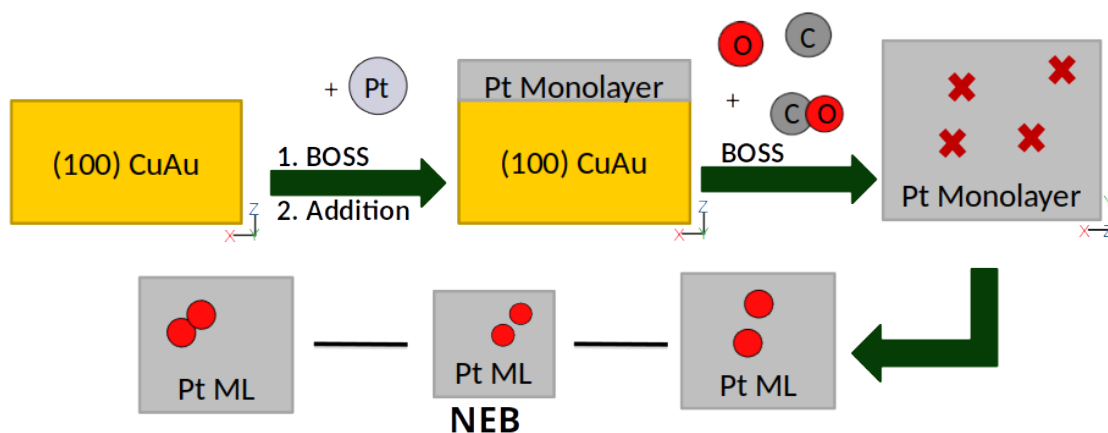 (100) CuAu
+ Pt
1. BOSS
2. Addition
Pt Monolayer
(100) CuAu
O C
+ C O
BOSS
Pt Monolayer
X Y Z
X Y Z
X Y Z
Pt ML
Pt ML
Pt ML
NEB